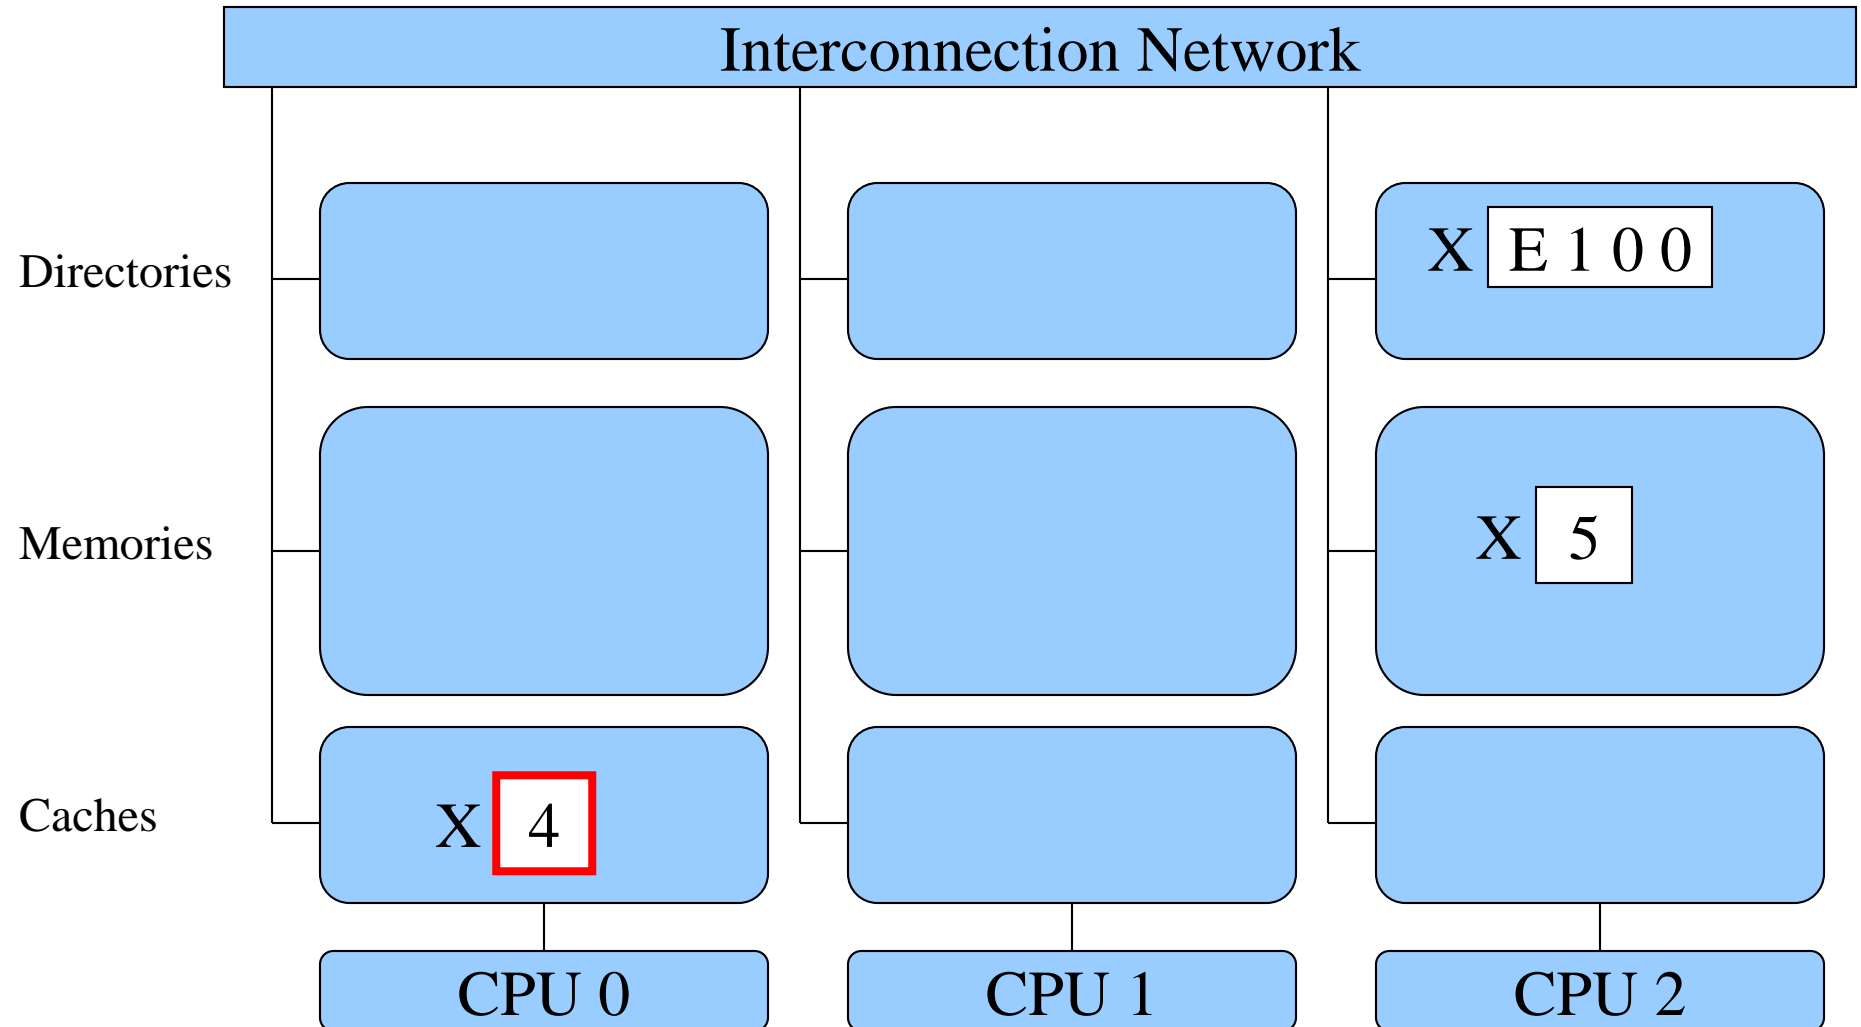 Interconnection Network
Directories
X E 1 0 0
Memories
X 5
Caches
X 4
CPU 0 CPU 1 CPU 2